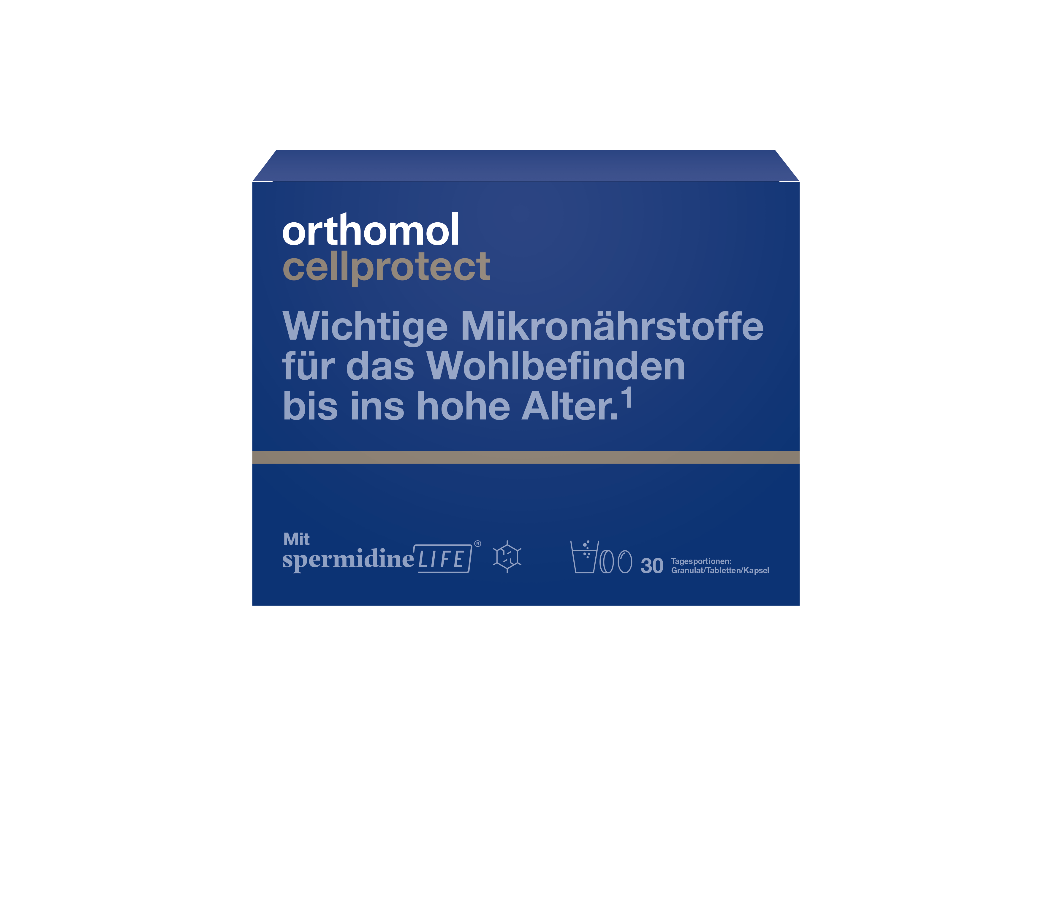 orthomol
cellprotect
Wichtige Mikronährstoffe
für das Wohlbefinden
bis ins hohe Alter.¹
Mit
spermidineLIFE®
30 Tagesportionen:
Granulat/Tabletten/Kapsel